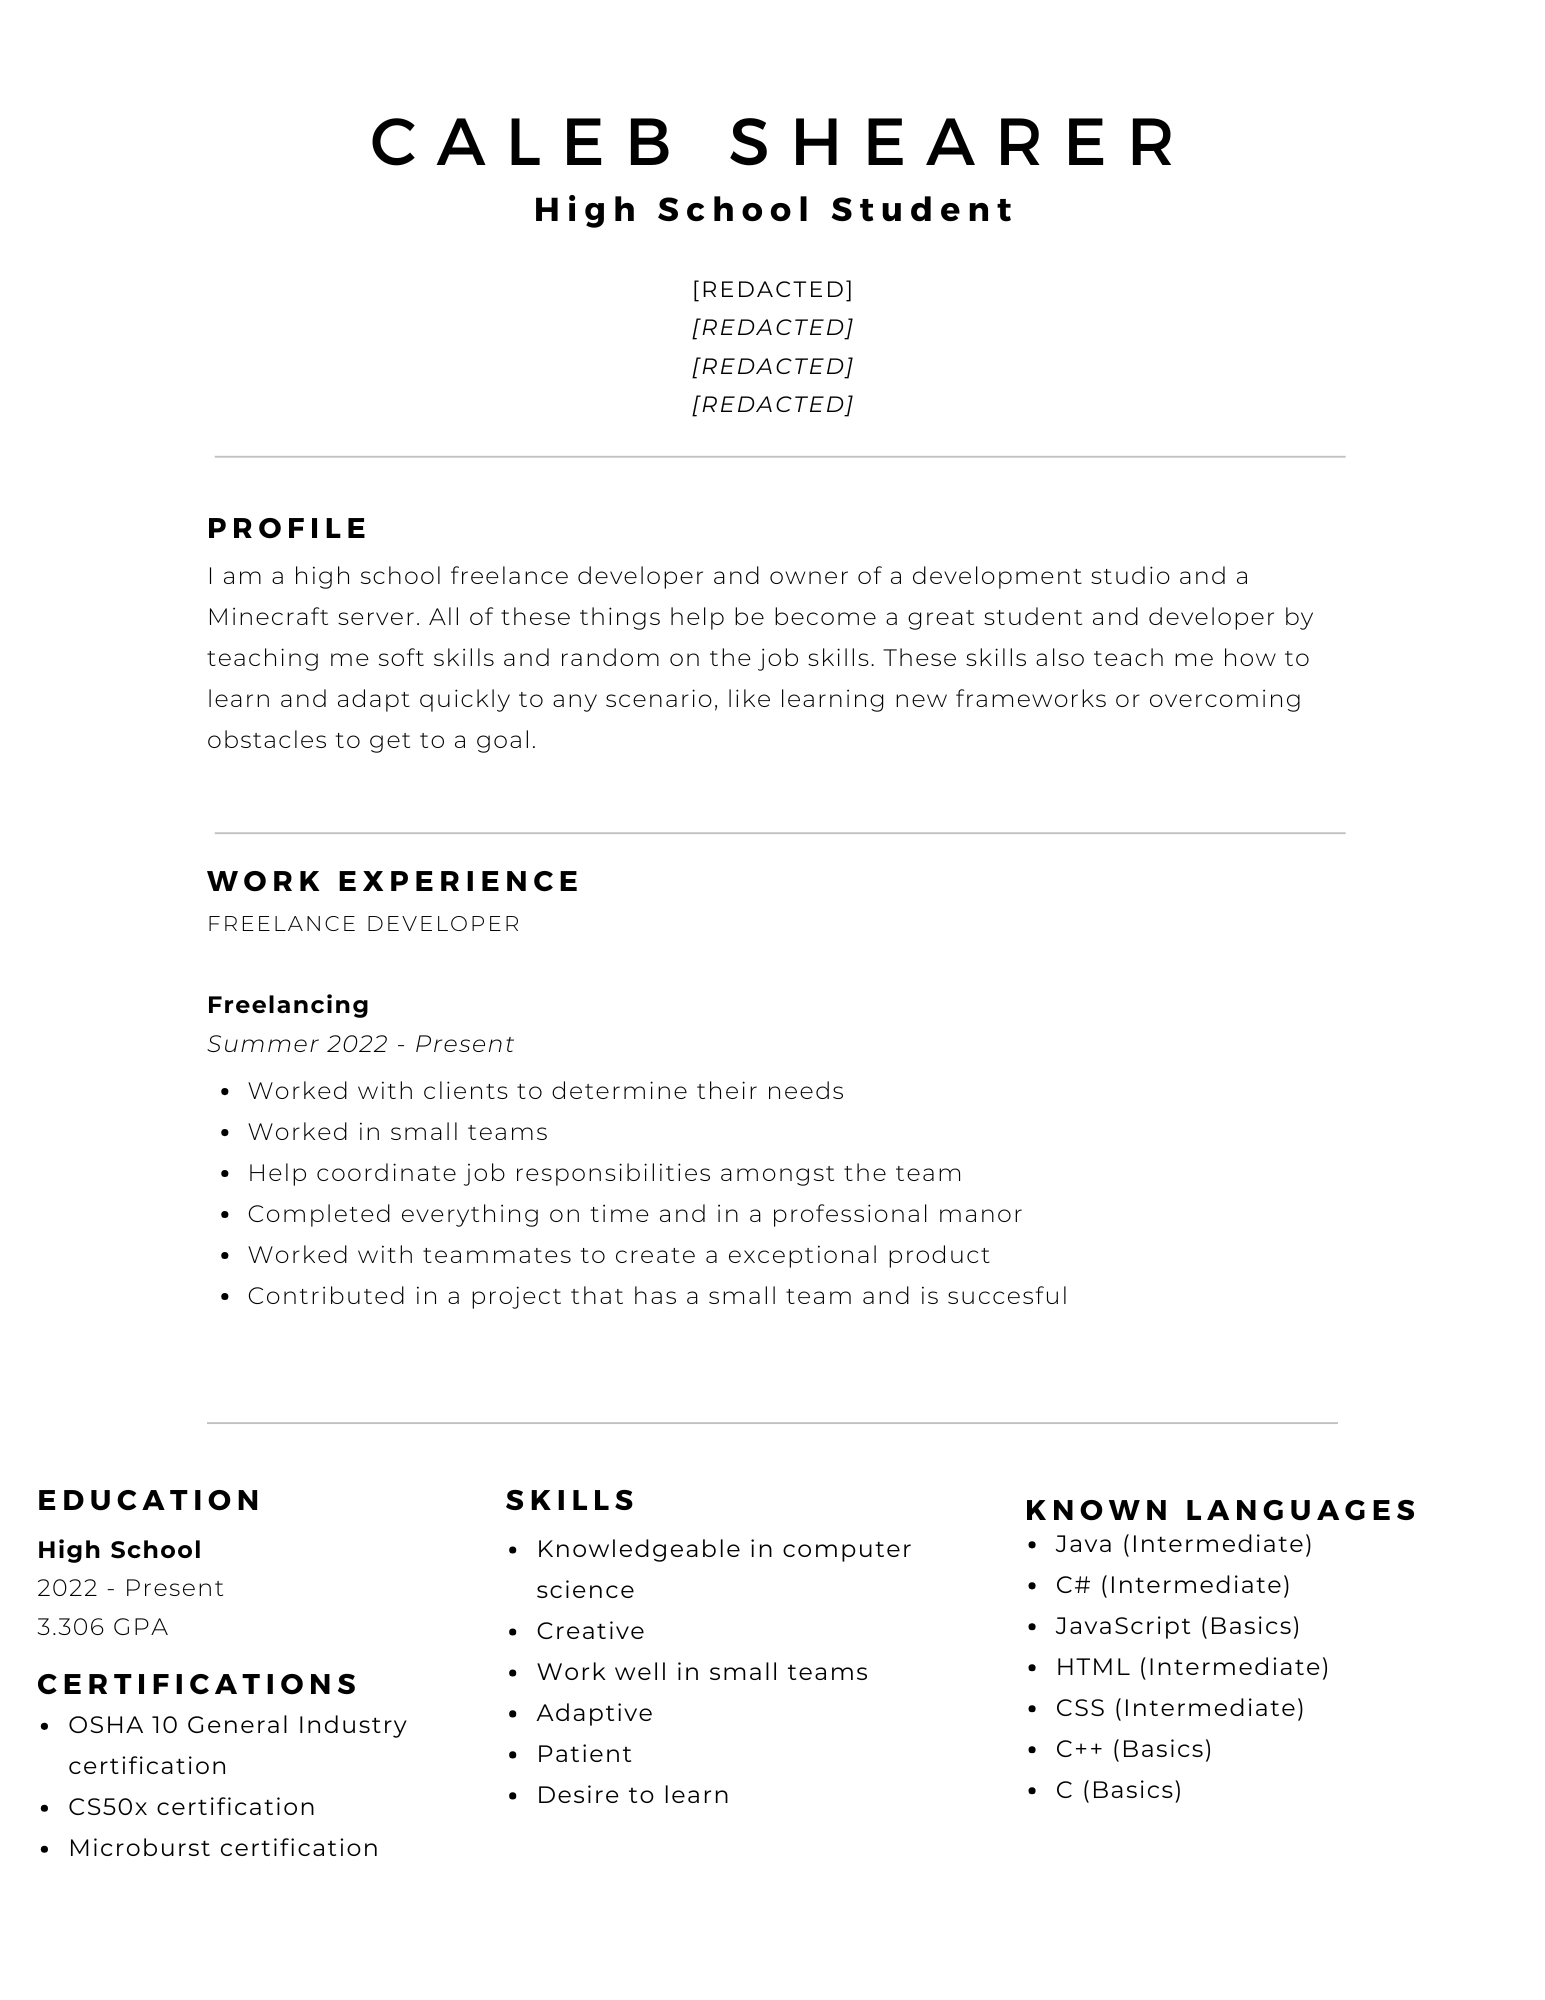 CALEB SHEARER
High School Student
[REDACTED]
[REDACTED]
[REDACTED]
[REDACTED]
PROFILE
I am a high school freelance developer and owner of a development studio and a
Minecraft server. All of these things help be become a great student and developer by
teaching me soft skills and random on the job skills. These skills also teach me how to
learn and adapt quickly to any scenario, like learning new frameworks or overcoming
obstacles to get to a goal.
WORK EXPERIENCE
FREELANCE DEVELOPER
Freelancing
Summer 2022 - Present
• Worked with clients to determine their needs
• Worked in small teams
• Help coordinate job responsibilities amongst the team
• Completed everything on time and in a professional manor
• Worked with teammates to create a exceptional product
• Contributed in a project that has a small team and is succesful
EDUCATION
High School
2022 - Present
3.306 GPA
CERTIFICATIONS
• OSHA 10 General Industry
certification
• CS50x certification
• Microburst certification
SKILLS
• Knowledgeable in computer
science
• Creative
• Work well in small teams
• Adaptive
• Patient
• Desire to learn
KNOWN LANGUAGES
• Java (Intermediate)
• C# (Intermediate)
• JavaScript (Basics)
• HTML (Intermediate)
• CSS (Intermediate)
• C++ (Basics)
• C (Basics)